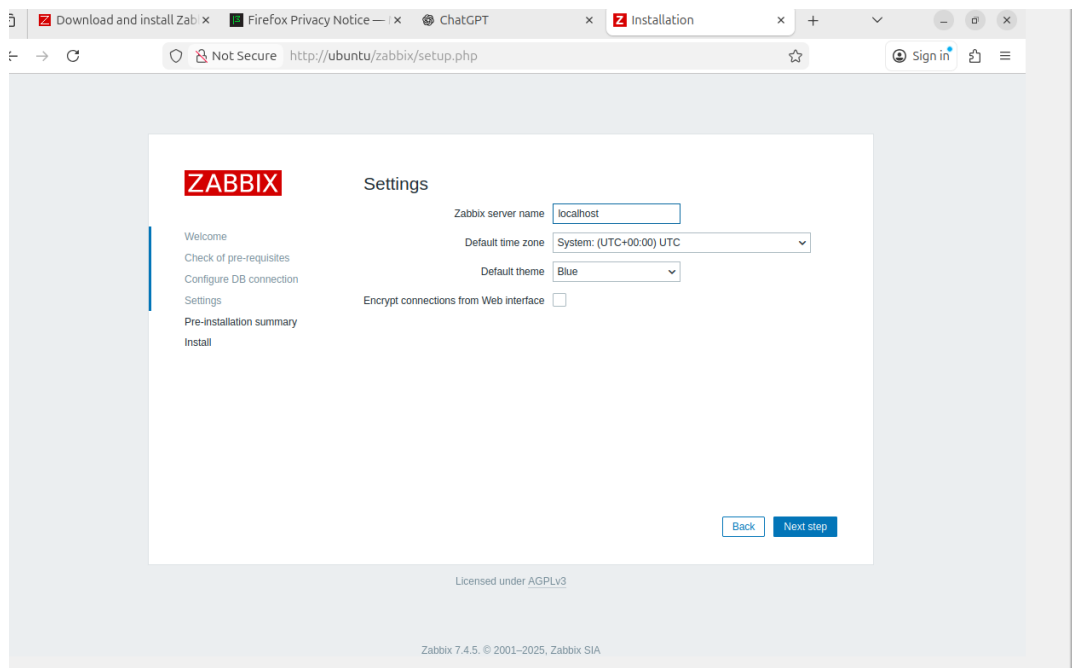 Download and install Zab
Firefox Privacy Notice —
ChatGPT
Installation
Not Secure http://ubuntu/zabbix/setup.php
Sign in
ZABBIX
Welcome
Check of pre-requisites
Configure DB connection
Settings
Pre-installation summary
Install
Settings
Zabbix server name localhost
Default time zone System: (UTC+00:00) UTC
Default theme Blue
Encrypt connections from Web interface
Back Next step
Licensed under AGPLv3
Zabbix 7.4.5. © 2001–2025, Zabbix SIA